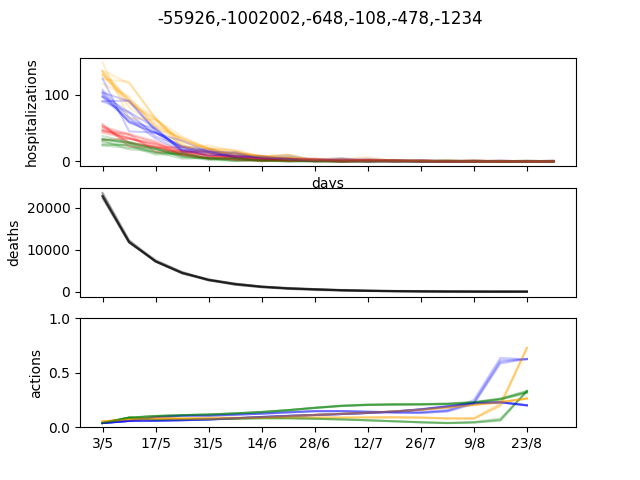 -55926,-1002002,-648,-108,-478,-1234
hospitalizations
100
0
days
deaths
20000
10000
0
actions
1.0
0.5
0.0
3/5 17/5 31/5 14/6 28/6 12/7 26/7 9/8 23/8